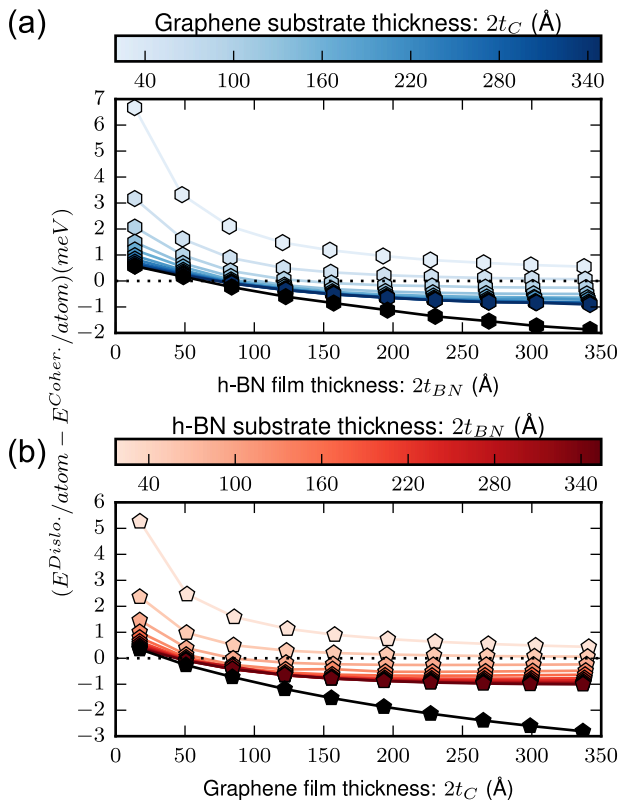 (a)
Graphene substrate thickness: 2t_C (Å)
40 100 160 220 280 340
7
6
5
4
3
2
1
0
−1
−2
0 50 100 150 200 250 300 350
h-BN film thickness: 2t_BN (Å)
(E^Dislo./atom − E^Coher./atom)(meV)
(b)
h-BN substrate thickness: 2t_BN (Å)
40 100 160 220 280 340
6
5
4
3
2
1
0
−1
−2
−3
0 50 100 150 200 250 300 350
Graphene film thickness: 2t_C (Å)